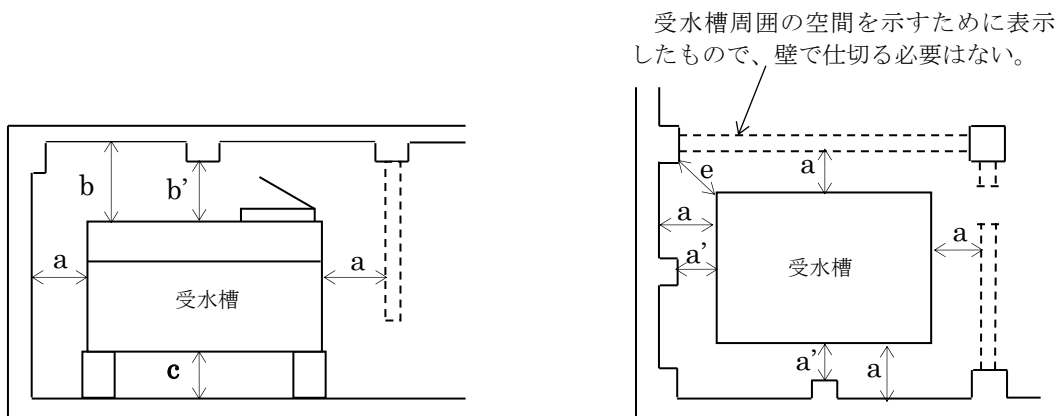 受水槽周囲の空間を示すために表示
したもので、壁で仕切る必要はない。
b
b’
a
a
受水槽
c
e
a
a
a
a’
受水槽
a’
a